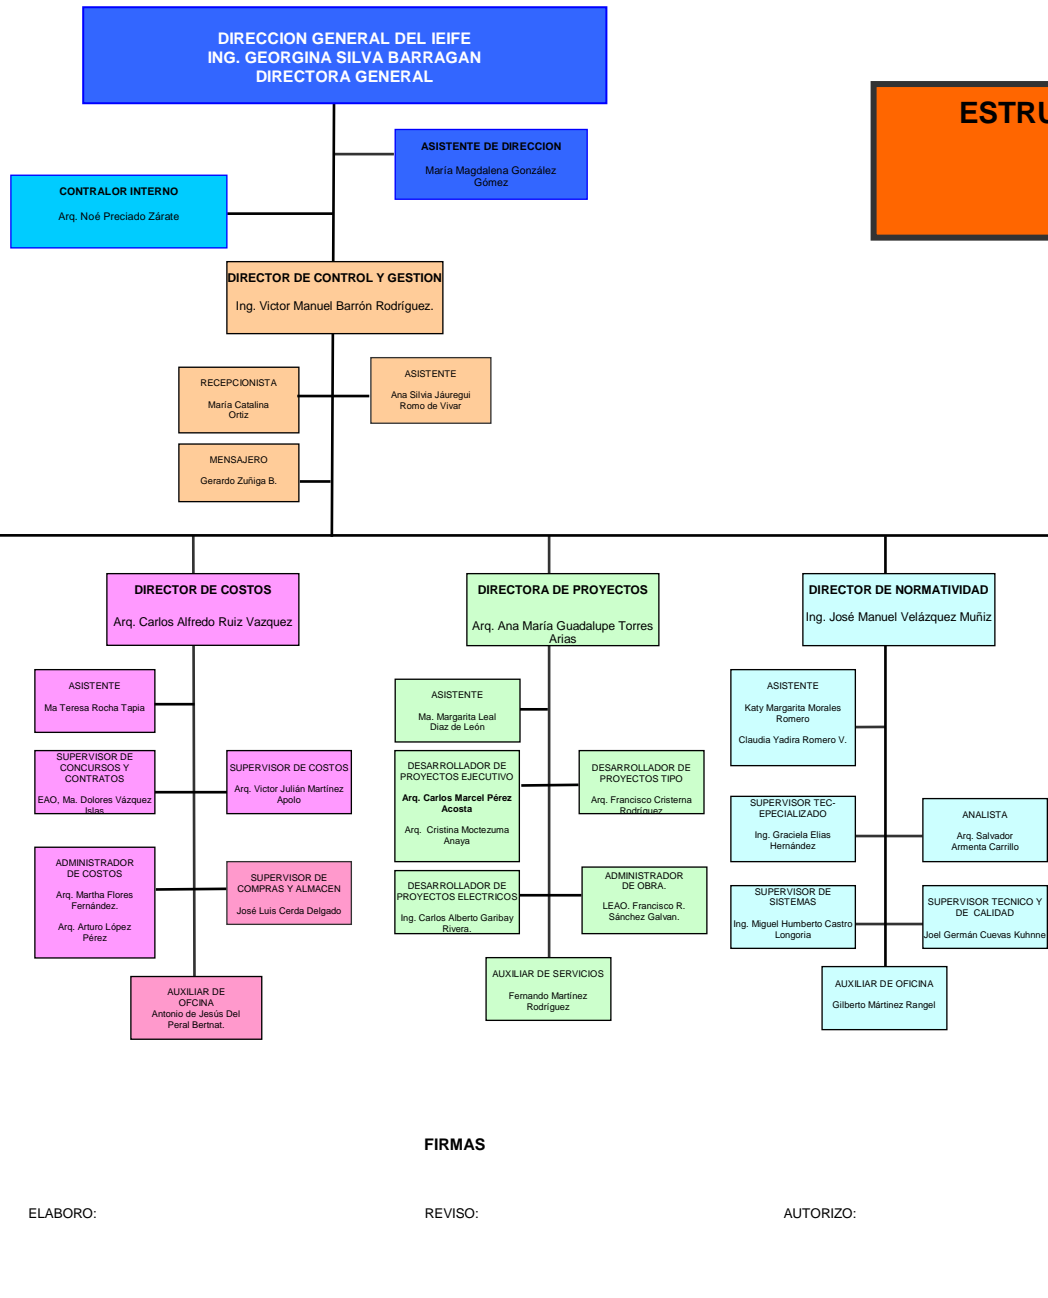 DIRECCION GENERAL DEL IEIFE
ING. GEORGINA SILVA BARRAGAN
DIRECTORA GENERAL
ESTRU
ASISTENTE DE DIRECCION
María Magdalena González
Gómez
CONTRALOR INTERNO
Arq. Noé Preciado Zárate
DIRECTOR DE CONTROL Y GESTION
Ing. Victor Manuel Barrón Rodríguez.
RECEPCIONISTA
María Catalina
Ortiz
ASISTENTE
Ana Silvia Jáuregui
Romo de Vivar
MENSAJERO
Gerardo Zuñiga B.
DIRECTOR DE COSTOS
Arq. Carlos Alfredo Ruiz Vazquez
ASISTENTE
Ma Teresa Rocha Tapia
SUPERVISOR DE
CONCURSOS Y
CONTRATOS
EAO, Ma. Dolores Vázquez
Islas
SUPERVISOR DE COSTOS
Arq. Victor Julián Martínez
Apolo
ADMINISTRADOR
DE COSTOS
Arq. Martha Flores
Fernández.
Arq. Arturo López
Pérez
SUPERVISOR DE
COMPRAS Y ALMACEN
José Luis Cerda Delgado
AUXILIAR DE
OFCINA
Antonio de Jesús Del
Peral Bertnat.
DIRECTORA DE PROYECTOS
Arq. Ana María Guadalupe Torres
Arias
ASISTENTE
Ma. Margarita Leal
Diaz de León
DESARROLLADOR DE
PROYECTOS EJECUTIVO
Arq. Carlos Marcel Pérez
Acosta
Arq. Cristina Moctezuma
Anaya
DESARROLLADOR DE
PROYECTOS TIPO
Arq. Francisco Cristerna
Rodríguez
DESARROLLADOR DE
PROYECTOS ELECTRICOS
Ing. Carlos Alberto Garibay
Rivera.
ADMINISTRADOR
DE OBRA.
LEAO. Francisco R.
Sánchez Galvan.
AUXILIAR DE SERVICIOS
Fernando Martínez
Rodríguez
DIRECTOR DE NORMATIVIDAD
Ing. José Manuel Velázquez Muñiz
ASISTENTE
Katy Margarita Morales
Romero
Claudia Yadira Romero V.
SUPERVISOR TEC-
EPECIALIZADO
Ing. Graciela Elias
Hernández
ANALISTA
Arq. Salvador
Armenta Carrillo
SUPERVISOR DE
SISTEMAS
Ing. Miguel Humberto Castro
Longoria
SUPERVISOR TECNICO Y
DE CALIDAD
Joel Germán Cuevas Kuhnne
AUXILIAR DE OFICINA
Gilberto Mártinez Rangel
FIRMAS
ELABORO:
REVISO:
AUTORIZO: